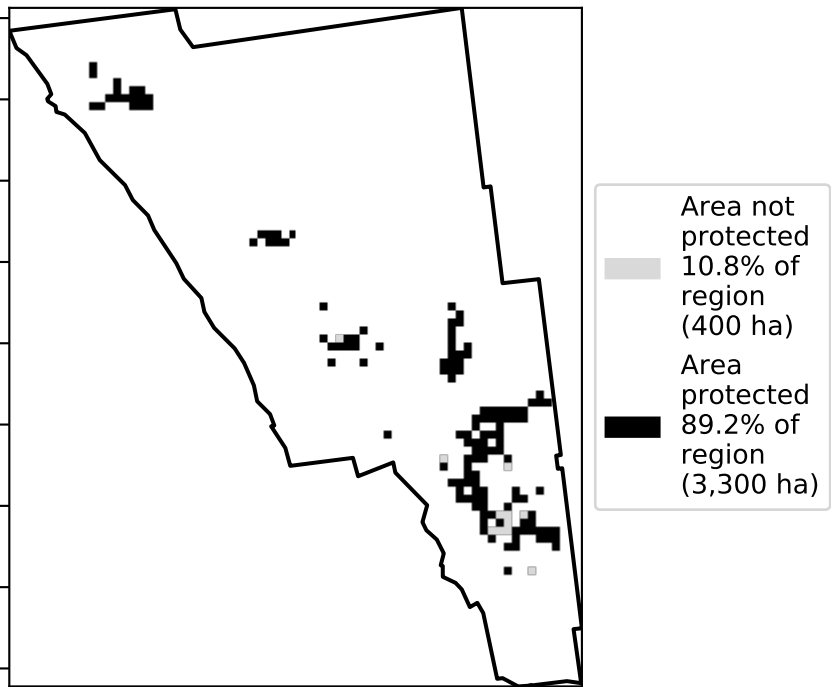 Area not
protected
10.8% of
region
(400 ha)
Area
protected
89.2% of
region
(3,300 ha)